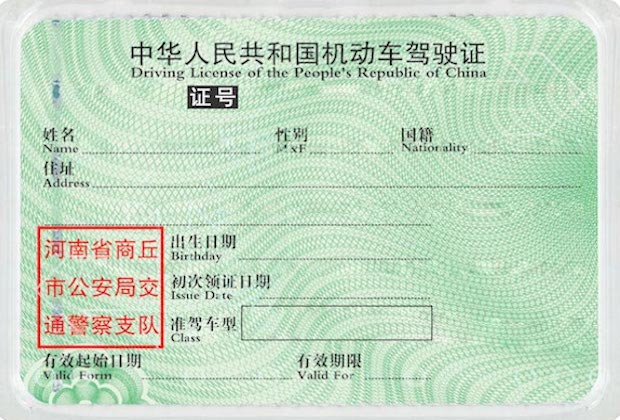 中华人民共和国机动车驾驶证
Driving License of the People's Republic of China
证号
姓名 性别 国籍
Name MxF Nationality
住址
Address
河南省商丘
市公安局交
通警察支队
出生日期
Birthday
初次领证日期
Issue Date
准驾车型
Class
有效起始日期 有效期限
Valid Form Valid For